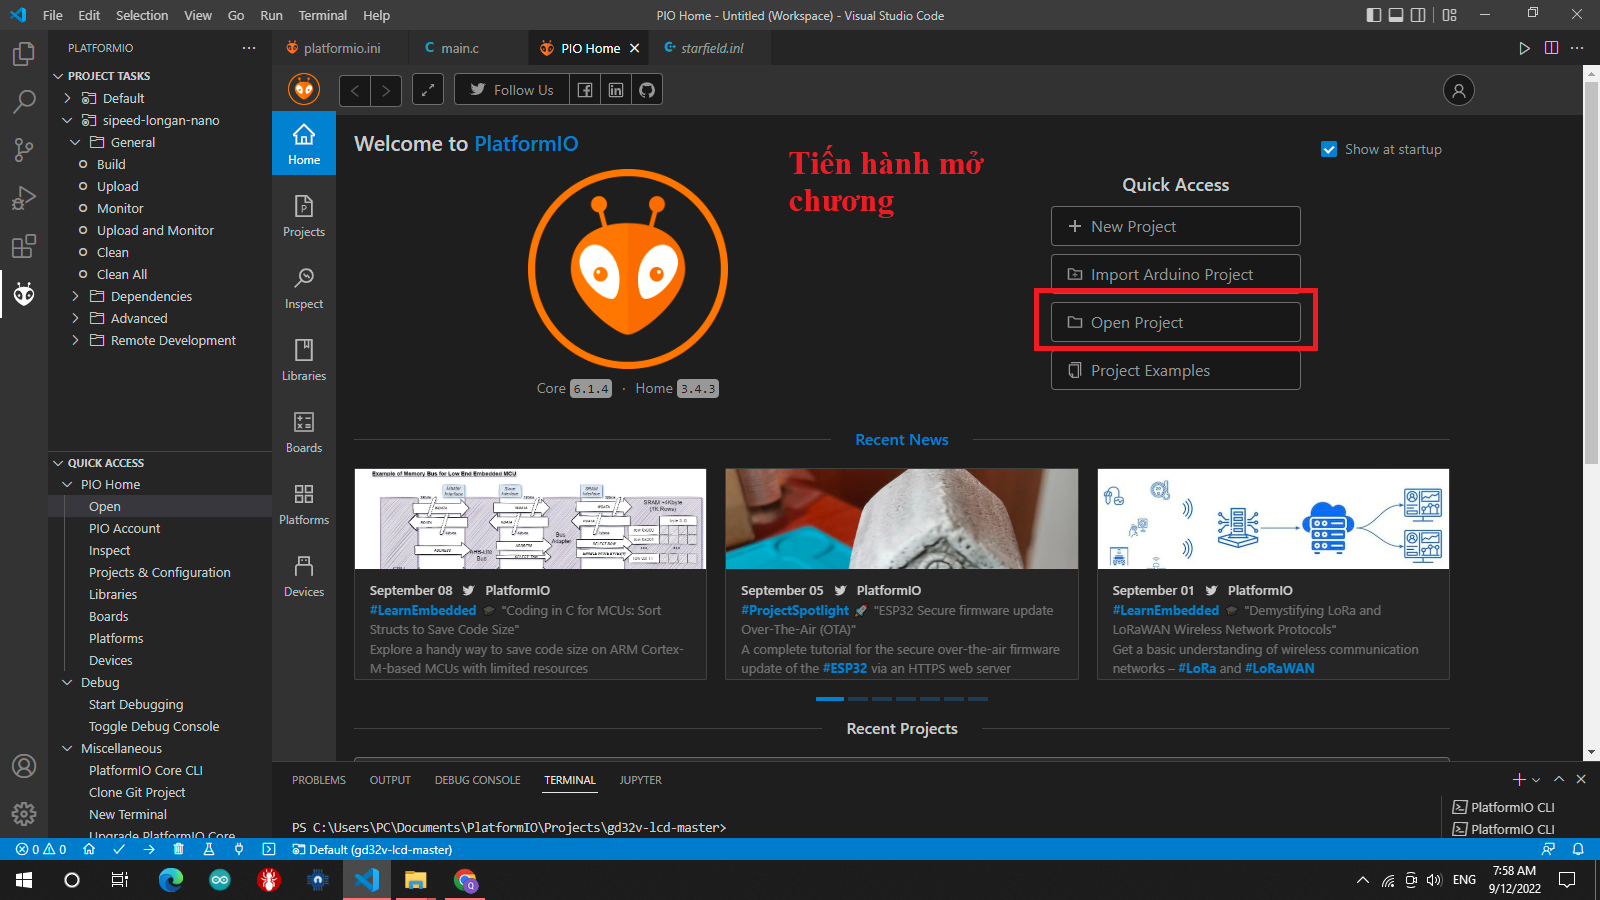 File Edit Selection View Go Run Terminal Help
PIO Home - Untitled (Workspace) - Visual Studio Code
PLATFORMIO
PROJECT TASKS
Default
sipeed-longan-nano
General
Build
Upload
Monitor
Upload and Monitor
Clean
Clean All
Dependencies
Advanced
Remote Development
QUICK ACCESS
PIO Home
Open
PIO Account
Inspect
Projects & Configuration
Libraries
Boards
Platforms
Devices
Debug
Start Debugging
Toggle Debug Console
Miscellaneous
PlatformIO Core CLI
Clone Git Project
New Terminal
Upgrade PlatformIO Core
platformio.ini
main.c
PIO Home
starfield.inl
Follow Us
Home
Projects
Inspect
Libraries
Boards
Platforms
Devices
Welcome to PlatformIO
Tiến hành mở
chương
Show at startup
Core 6.1.4 · Home 3.4.3
Quick Access
New Project
Import Arduino Project
Open Project
Project Examples
Recent News
Example of Memory Bus for Low End Embedded MCU
September 08 PlatformIO
#LearnEmbedded "Coding in C for MCUs: Sort
Structs to Save Code Size"
Explore a handy way to save code size on ARM Cortex-
M-based MCUs with limited resources
September 05 PlatformIO
#ProjectSpotlight "ESP32 Secure firmware update
Over-The-Air (OTA)"
A complete tutorial for the secure over-the-air firmware
update of the #ESP32 via an HTTPS web server
September 01 PlatformIO
#LearnEmbedded "Demystifying LoRa and
LoRaWAN Wireless Network Protocols"
Get a basic understanding of wireless communication
networks – #LoRa and #LoRaWAN
Recent Projects
PROBLEMS OUTPUT DEBUG CONSOLE TERMINAL JUPYTER
PS C:\Users\PC\Documents\PlatformIO\Projects\gd32v-lcd-master>
PlatformIO CLI
PlatformIO CLI
0 0
Default (gd32v-lcd-master)
ENG
7:58 AM
9/12/2022